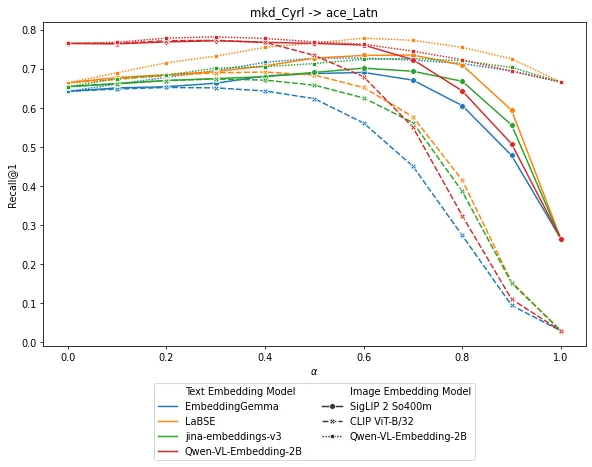 mkd_Cyrl -> ace_Latn
Recall@1
0.8
0.7
0.6
0.5
0.4
0.3
0.2
0.1
0.0
0.0 0.2 0.4 0.6 0.8 1.0
α
Text Embedding Model Image Embedding Model
EmbeddingGemma SigLIP 2 So400m
LaBSE CLIP ViT-B/32
jina-embeddings-v3 Qwen-VL-Embedding-2B
Qwen-VL-Embedding-2B